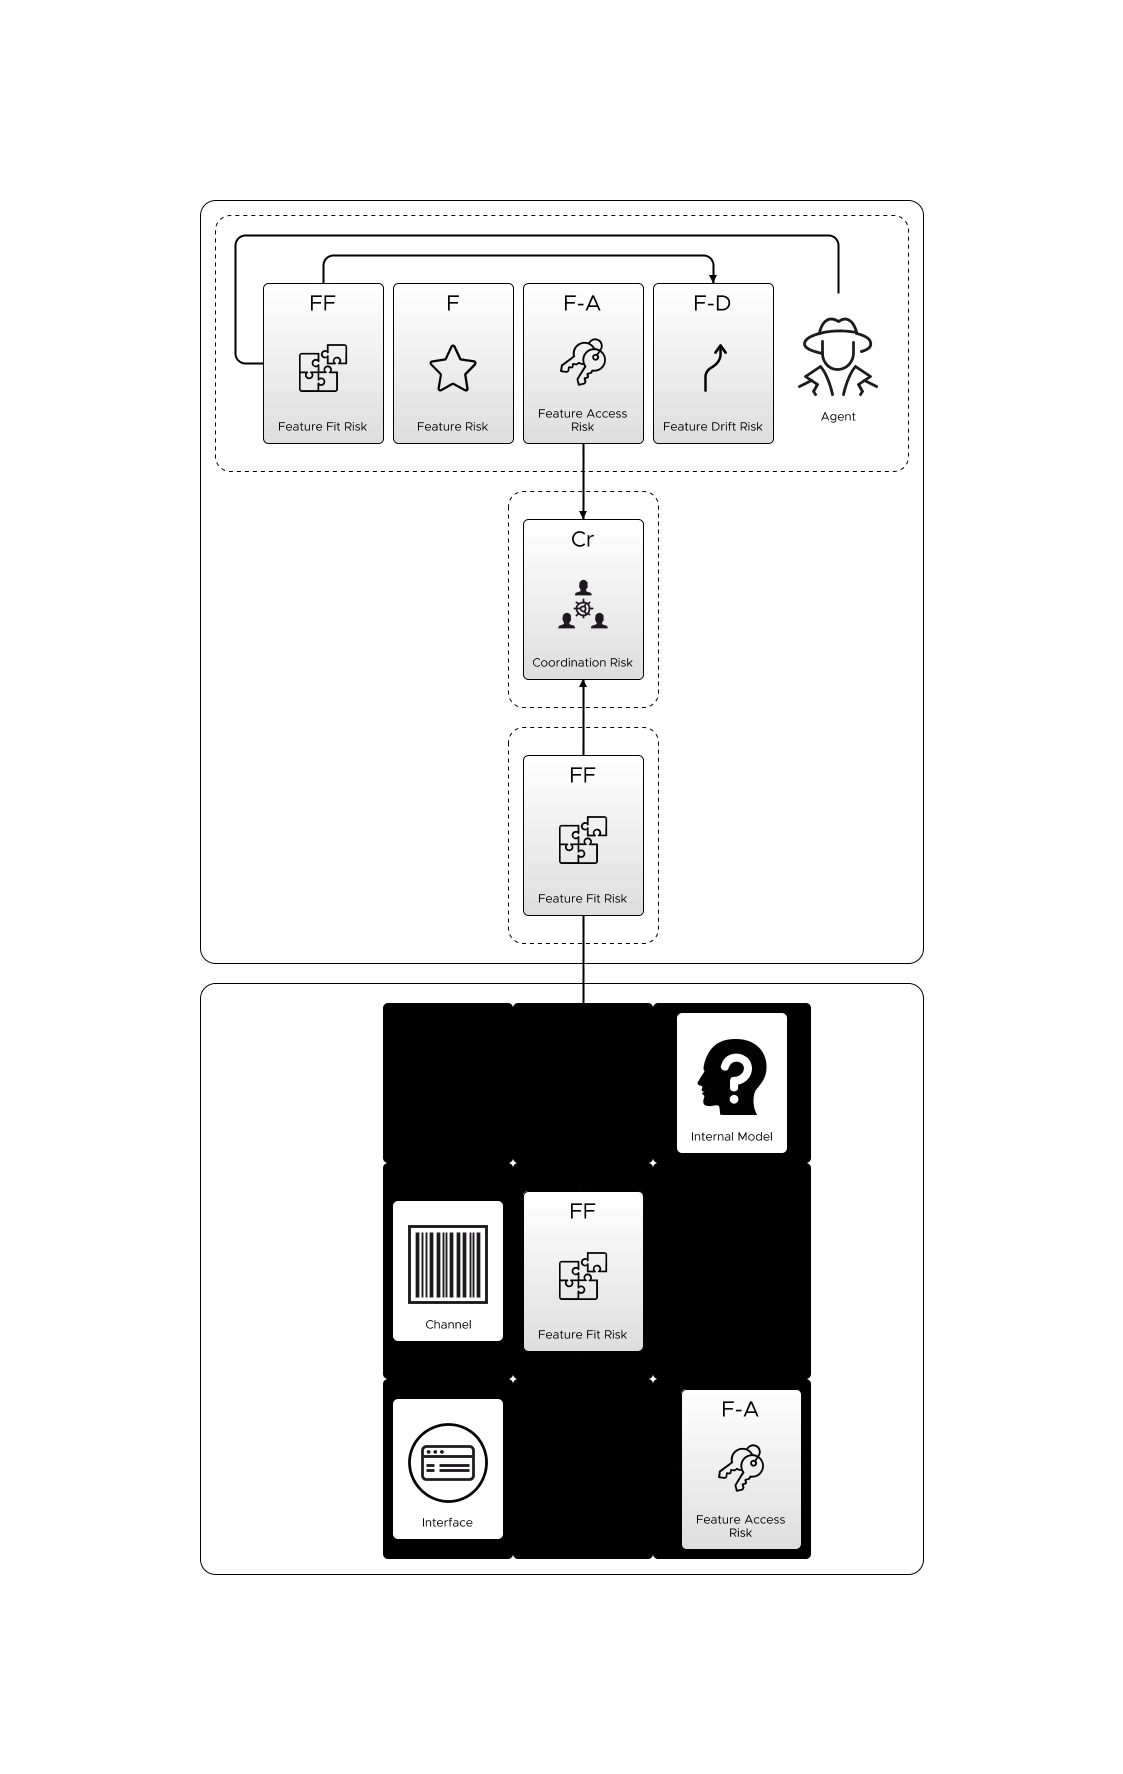 FF
Feature Fit Risk
F
Feature Risk
F-A
Feature Access
Risk
F-D
Feature Drift Risk
Agent
Cr
Coordination Risk
FF
Feature Fit Risk
Internal Model
Channel
FF
Feature Fit Risk
Interface
F-A
Feature Access
Risk